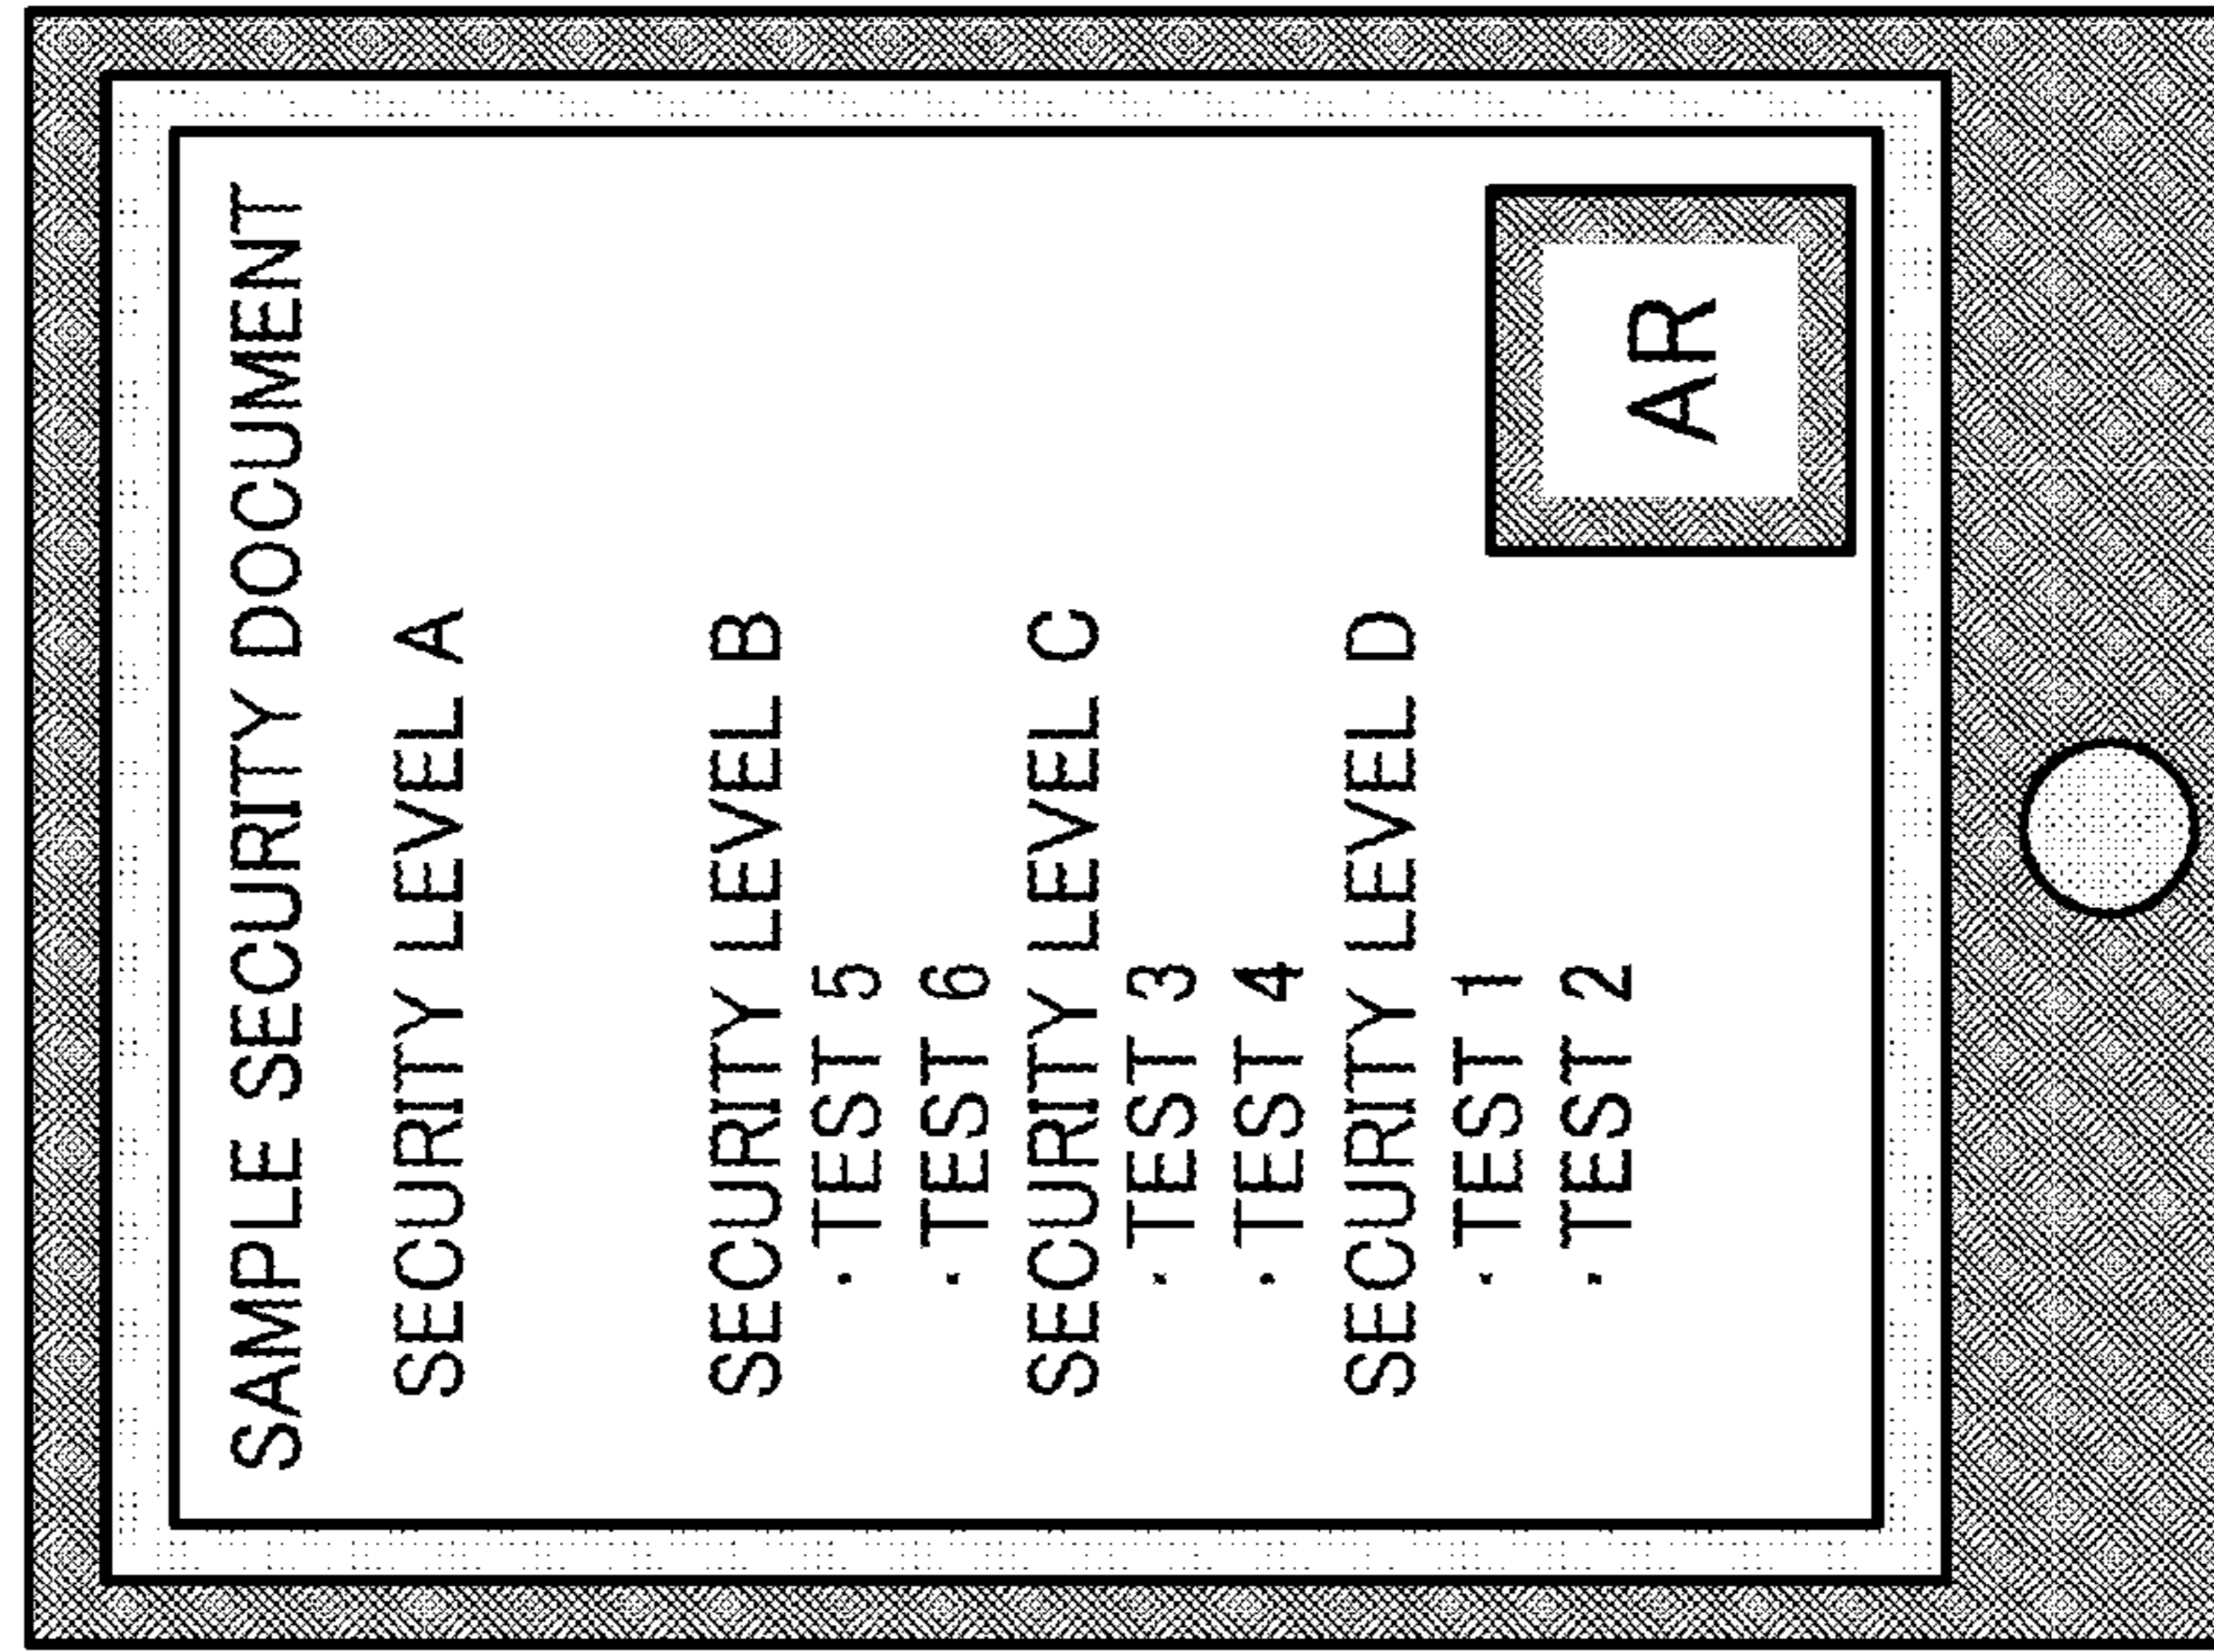 SAMPLE SECURITY DOCUMENT
SECURITY LEVEL A
SECURITY LEVEL B
· TEST 5
· TEST 6
SECURITY LEVEL C
· TEST 3
· TEST 4
SECURITY LEVEL D
· TEST 1
· TEST 2
AR